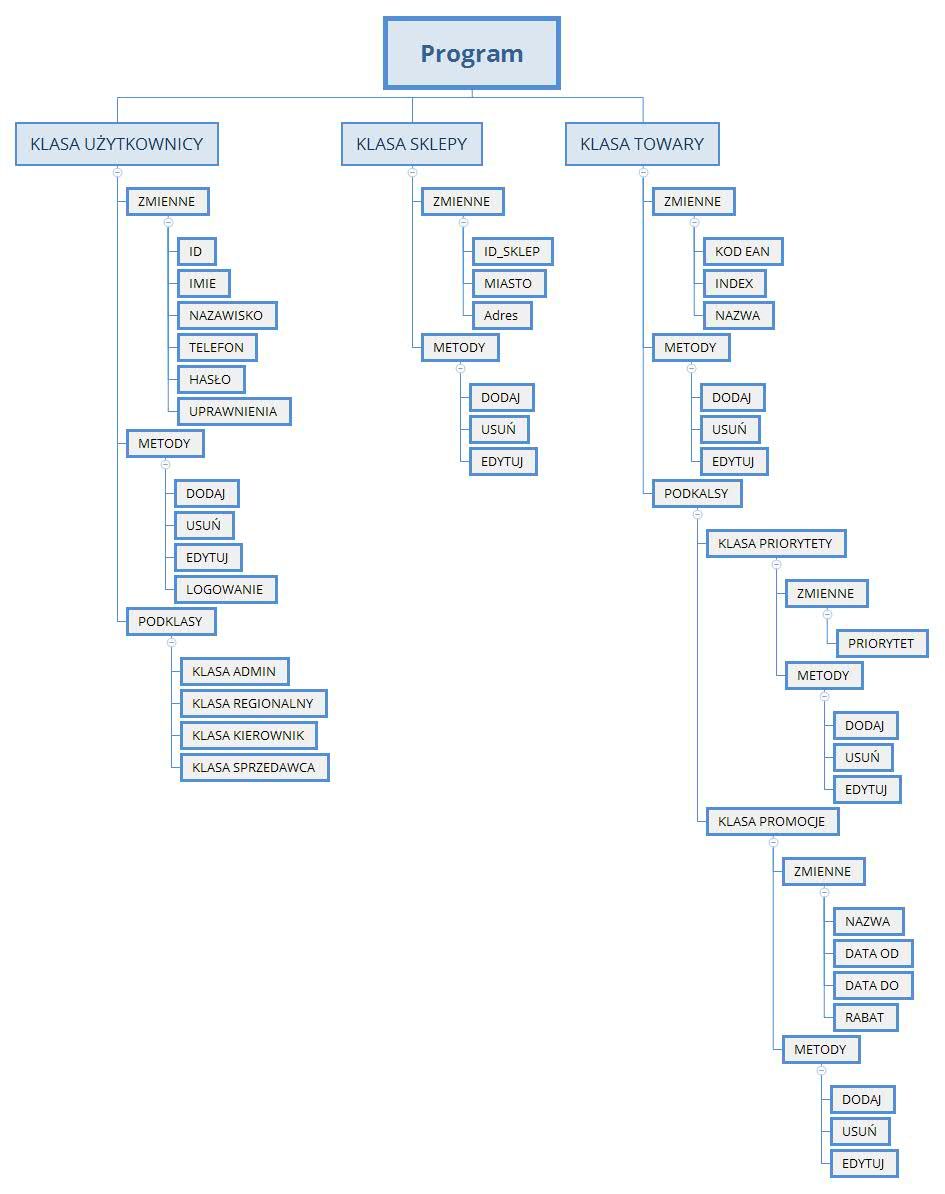 Program
KLASA UŻYTKOWNICY
ZMIENNE
ID
IMIE
NAZAWISKO
TELEFON
HASŁO
UPRAWNIENIA
METODY
DODAJ
USUŃ
EDYTUJ
LOGOWANIE
PODKLASY
KLASA ADMIN
KLASA REGIONALNY
KLASA KIEROWNIK
KLASA SPRZEDAWCA
KLASA SKLEPY
ZMIENNE
ID_SKLEP
MIASTO
Adres
METODY
DODAJ
USUŃ
EDYTUJ
KLASA TOWARY
ZMIENNE
KOD EAN
INDEX
NAZWA
METODY
DODAJ
USUŃ
EDYTUJ
PODKALSY
KLASA PRIORYTETY
ZMIENNE
PRIORYTET
METODY
DODAJ
USUŃ
EDYTUJ
KLASA PROMOCJE
ZMIENNE
NAZWA
DATA OD
DATA DO
RABAT
METODY
DODAJ
USUŃ
EDYTUJ